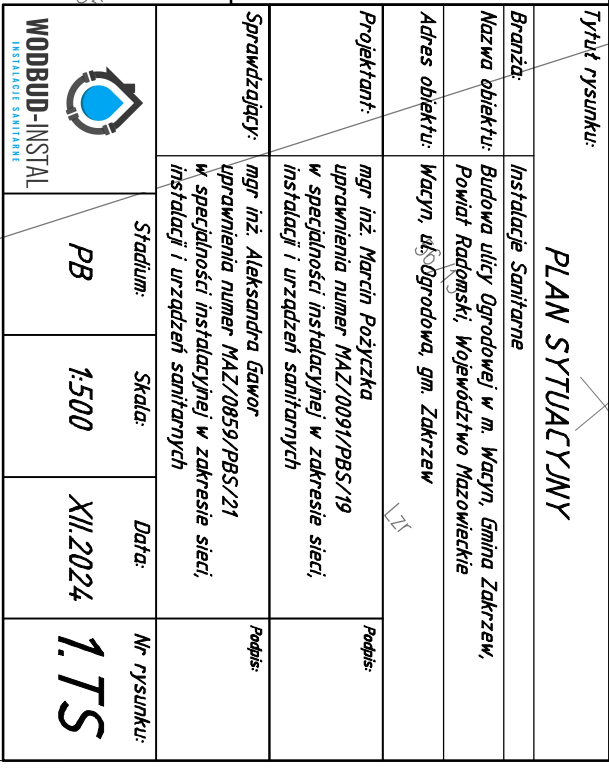 Tytuł rysunku:
PLAN SYTUACYJNY
Branża: Instalacje Sanitarne
Nazwa obiektu: Budowa ulicy Ogrodowej w m. Wacyn, Gmina Zakrzew,
Powiat Radomski, Województwo Mazowieckie
Adres obiektu: Wacyn, ul. Ogrodowa, gm. Zakrzew
Projektant: mgr inż. Marcin Pożyczka
uprawnienia numer MAZ/0091/PBS/19
w specjalności instalacyjnej w zakresie sieci,
instalacji i urządzeń sanitarnych
Podpis:
Sprawdzający: mgr inż. Aleksandra Gawor
uprawnienia numer MAZ/0859/PBS/21
w specjalności instalacyjnej w zakresie sieci,
instalacji i urządzeń sanitarnych
Podpis:
WODBUD-INSTAL
INSTALACJE SANITARNE
Stadium: Skala: Data: Nr rysunku:
PB 1:500 XII.2024 1.TS
Lzr